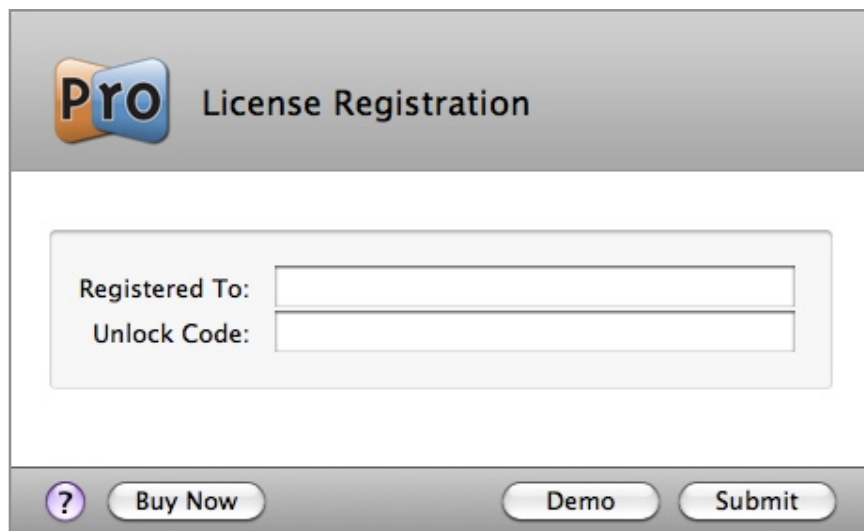 Pro
License Registration
Registered To:
Unlock Code:
? Buy Now Demo Submit